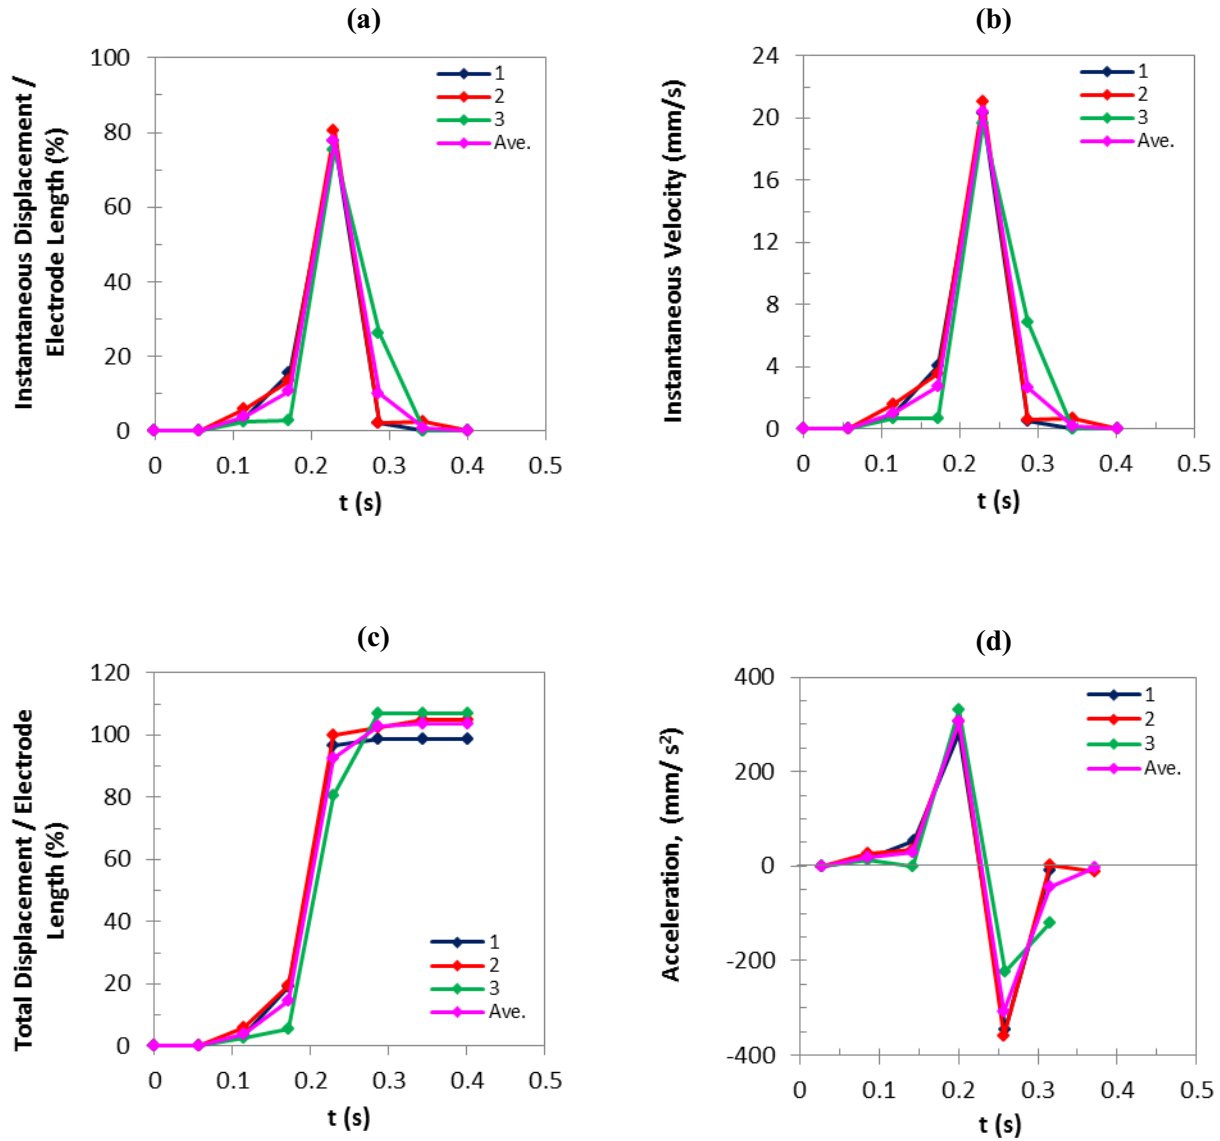 (a)
Instantaneous Displacement /
Electrode Length (%)
100
80
60
40
20
0
1
2
3
Ave.
0 0.1 0.2 0.3 0.4 0.5
t (s)
(b)
Instantaneous Velocity (mm/s)
24
20
16
12
8
4
0
1
2
3
Ave.
0 0.1 0.2 0.3 0.4 0.5
t (s)
(c)
Total Displacement / Electrode
Length (%)
120
100
80
60
40
20
0
1
2
3
Ave.
0 0.1 0.2 0.3 0.4 0.5
t (s)
(d)
Acceleration, (mm/ s²)
400
200
0
-200
-400
1
2
3
Ave.
0 0.1 0.2 0.3 0.4 0.5
t (s)